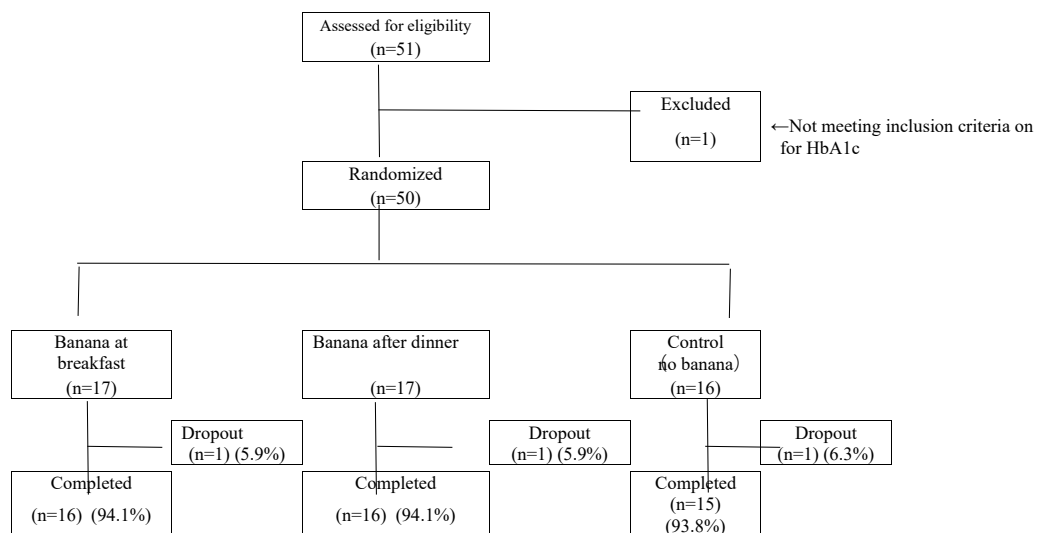 Assessed for eligibility
(n=51)
Excluded
(n=1)
←Not meeting inclusion criteria on
for HbA1c
Randomized
(n=50)
Banana at
breakfast
(n=17)
Banana after dinner
(n=17)
Control
(no banana)
(n=16)
Dropout
(n=1) (5.9%)
Dropout
(n=1) (5.9%)
Dropout
(n=1) (6.3%)
Completed
(n=16) (94.1%)
Completed
(n=16) (94.1%)
Completed
(n=15)
(93.8%)